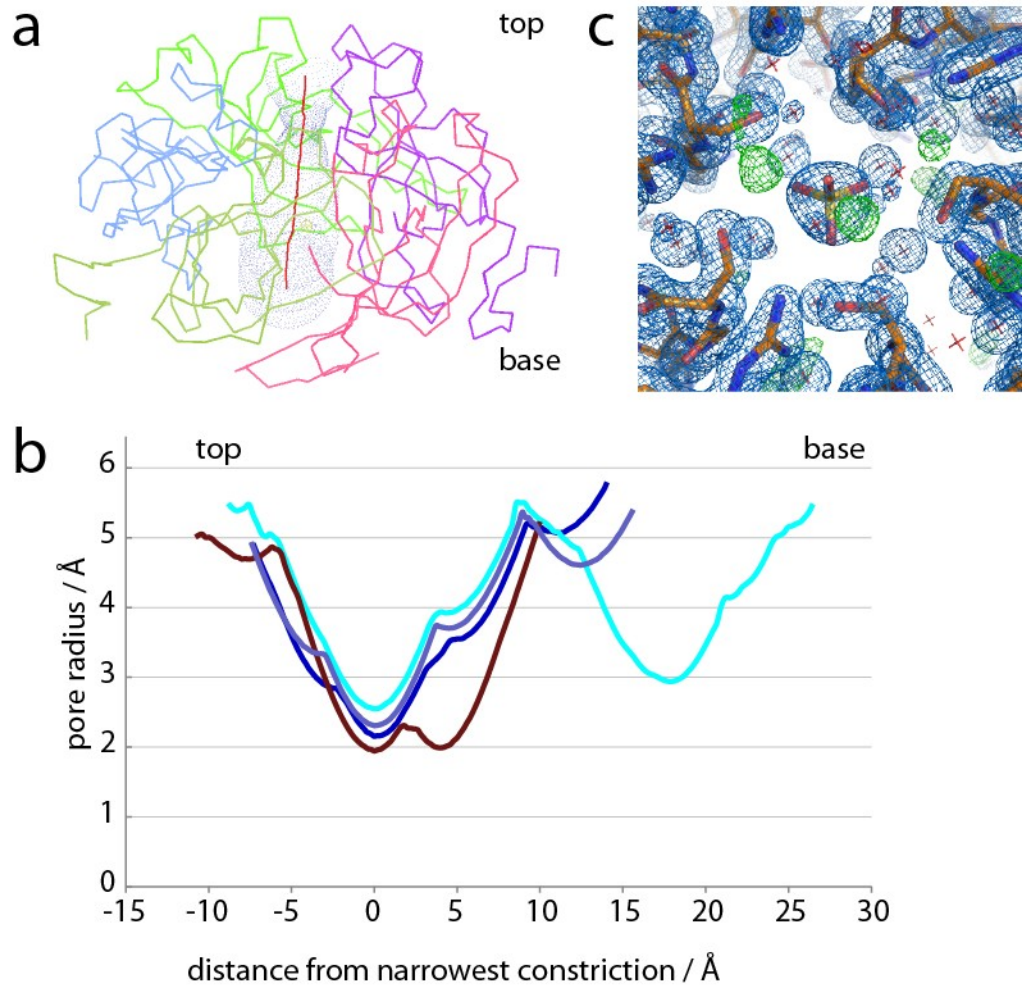 a
top
base
c
b
top
base
6
5
4
3
2
1
0
pore radius / Å
-15 -10 -5 0 5 10 15 20 25 30
distance from narrowest constriction / Å